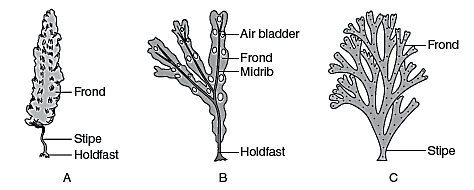 Frond
Stipe
Holdfast
A
Air bladder
Frond
Midrib
Holdfast
B
Frond
Stipe
C